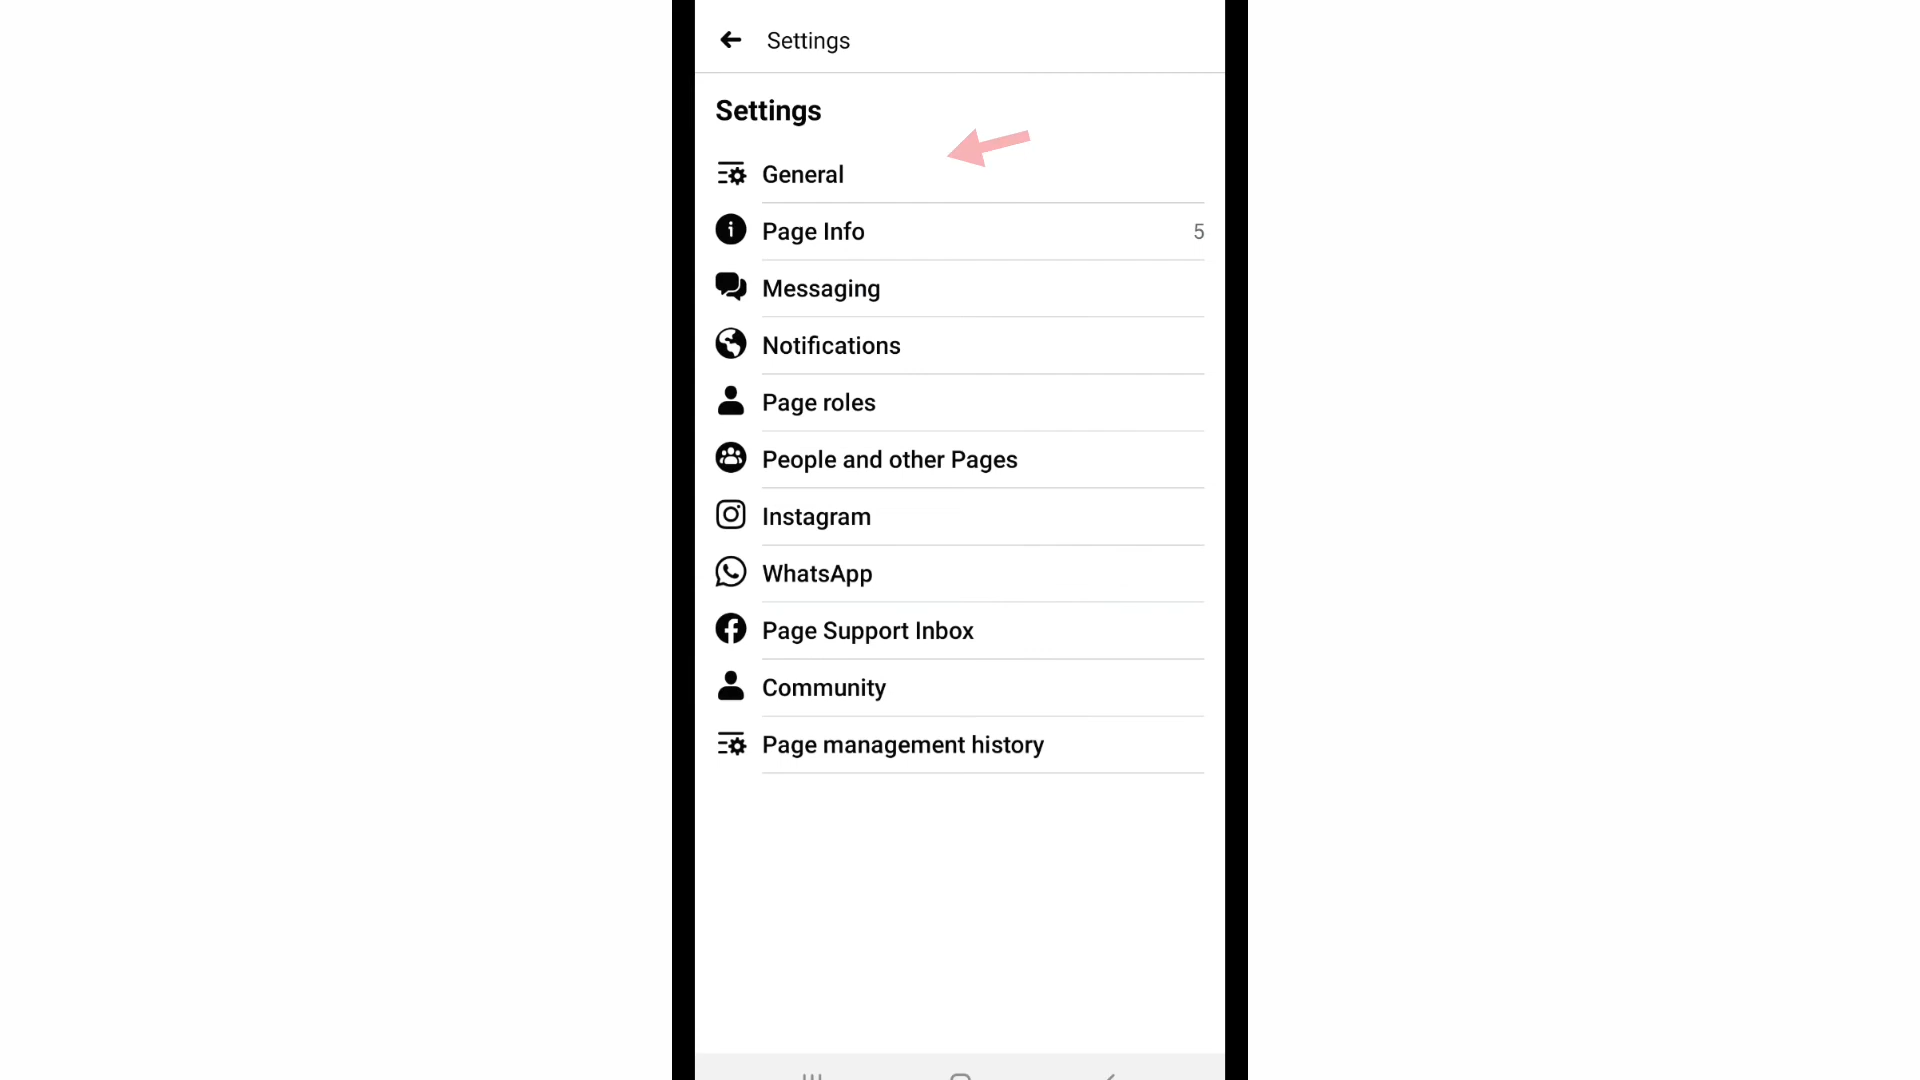 Settings
Settings
General
Page Info 5
Messaging
Notifications
Page roles
People and other Pages
Instagram
WhatsApp
Page Support Inbox
Community
Page management history